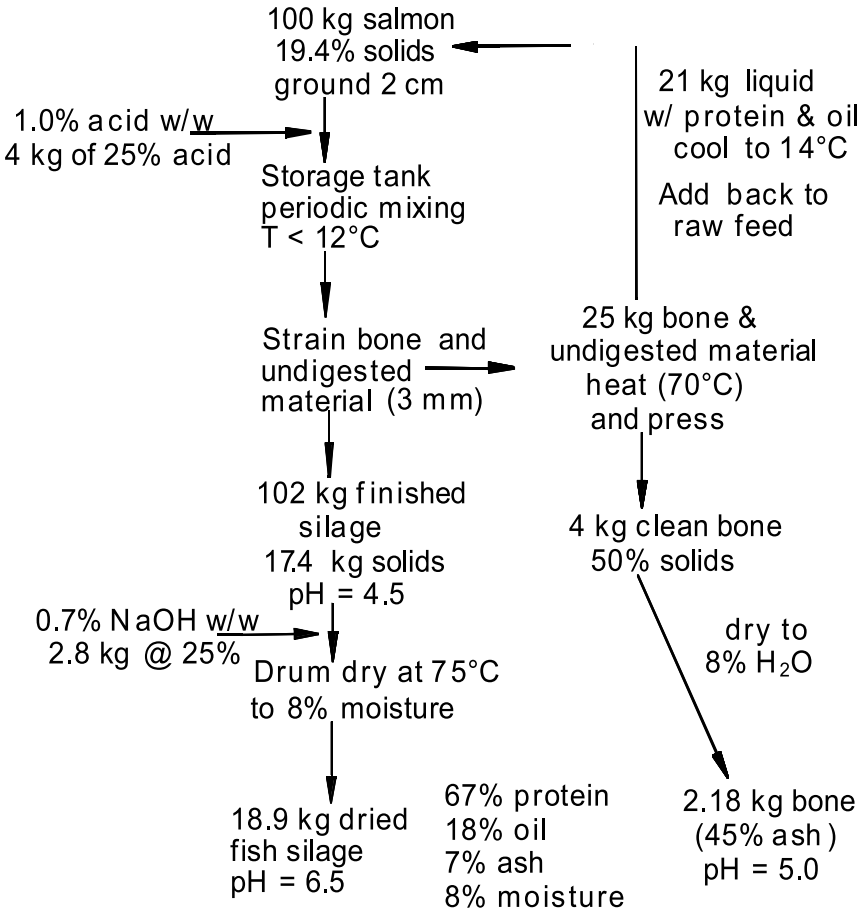 100 kg salmon
19.4% solids
ground 2 cm
21 kg liquid
w/ protein & oil
cool to 14°C
Add back to
raw feed
1.0% acid w/w
4 kg of 25% acid
Storage tank
periodic mixing
T < 12°C
Strain bone and
undigested
material (3 mm)
25 kg bone &
undigested material
heat (70°C)
and press
102 kg finished
silage
17.4 kg solids
pH = 4.5
4 kg clean bone
50% solids
0.7% NaOH w/w
2.8 kg @ 25%
dry to
8% H₂O
Drum dry at 75°C
to 8% moisture
18.9 kg dried
fish silage
pH = 6.5
67% protein
18% oil
7% ash
8% moisture
2.18 kg bone
(45% ash)
pH = 5.0